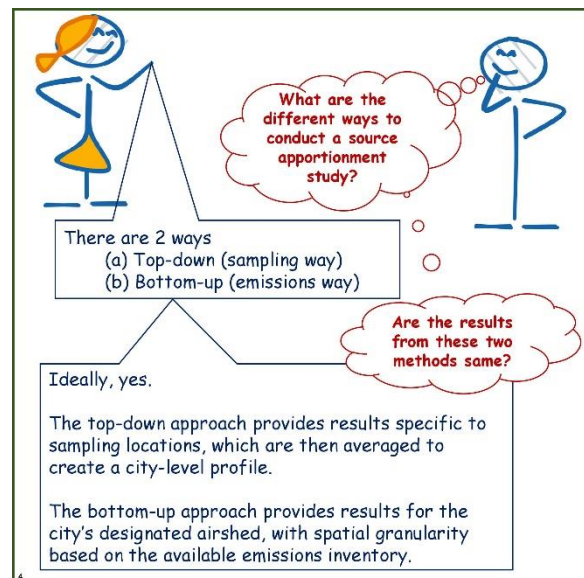 What are the
different ways to
conduct a source
apportionment
study?
There are 2 ways
(a) Top-down (sampling way)
(b) Bottom-up (emissions way)
Are the results
from these two
methods same?
Ideally, yes.
The top-down approach provides results specific to
sampling locations, which are then averaged to
create a city-level profile.
The bottom-up approach provides results for the
city's designated airshed, with spatial granularity
based on the available emissions inventory.
4